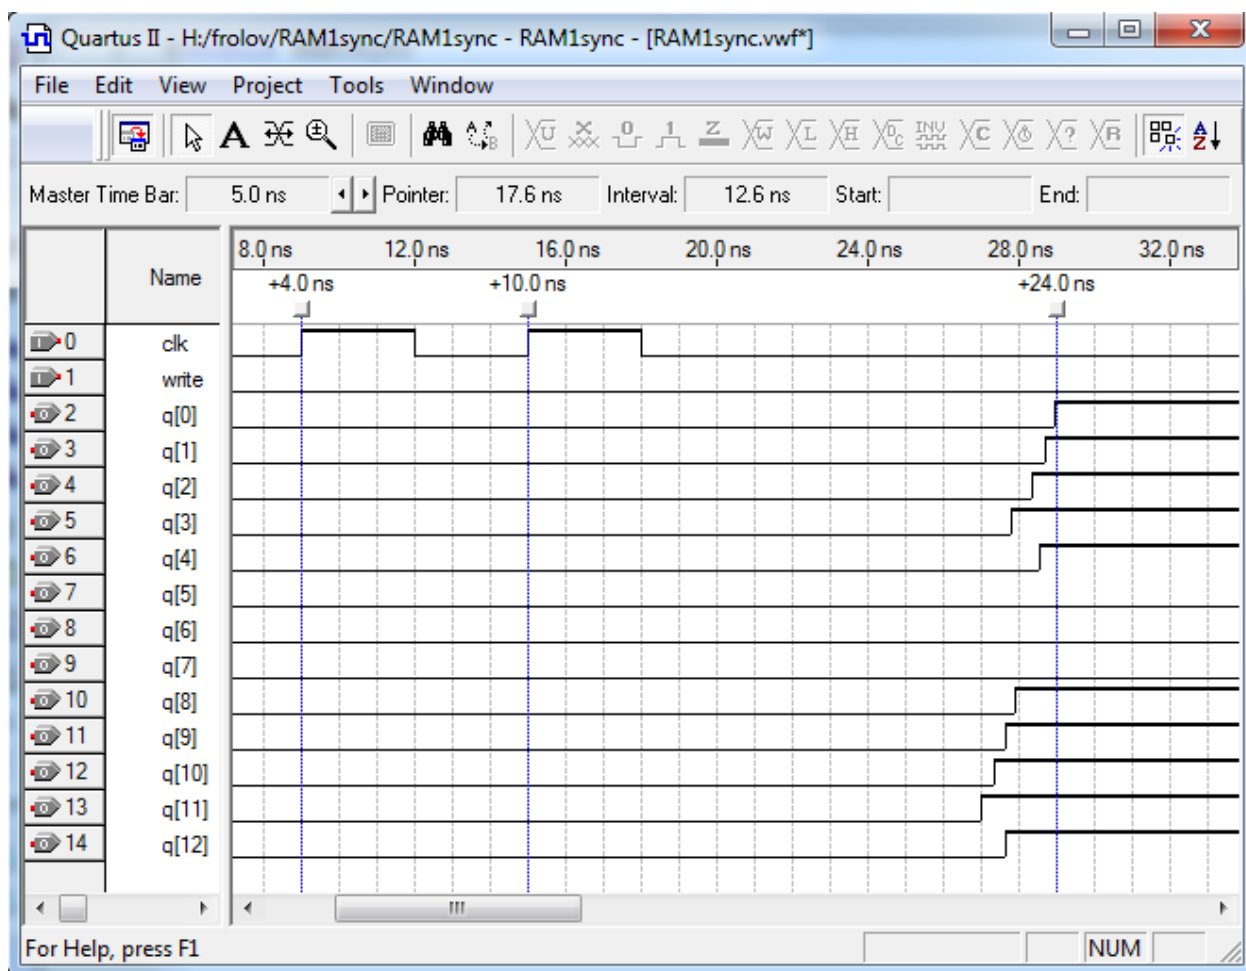 Quartus II - H:/frolov/RAM1sync/RAM1sync - RAM1sync - [RAM1sync.vwf*]
File Edit View Project Tools Window
Master Time Bar: 5.0 ns Pointer: 17.6 ns Interval: 12.6 ns Start: End:
Name
8.0 ns 12.0 ns 16.0 ns 20.0 ns 24.0 ns 28.0 ns 32.0 ns
+4.0 ns +10.0 ns +24.0 ns
0 clk
1 write
2 q[0]
3 q[1]
4 q[2]
5 q[3]
6 q[4]
7 q[5]
8 q[6]
9 q[7]
10 q[8]
11 q[9]
12 q[10]
13 q[11]
14 q[12]
For Help, press F1 NUM